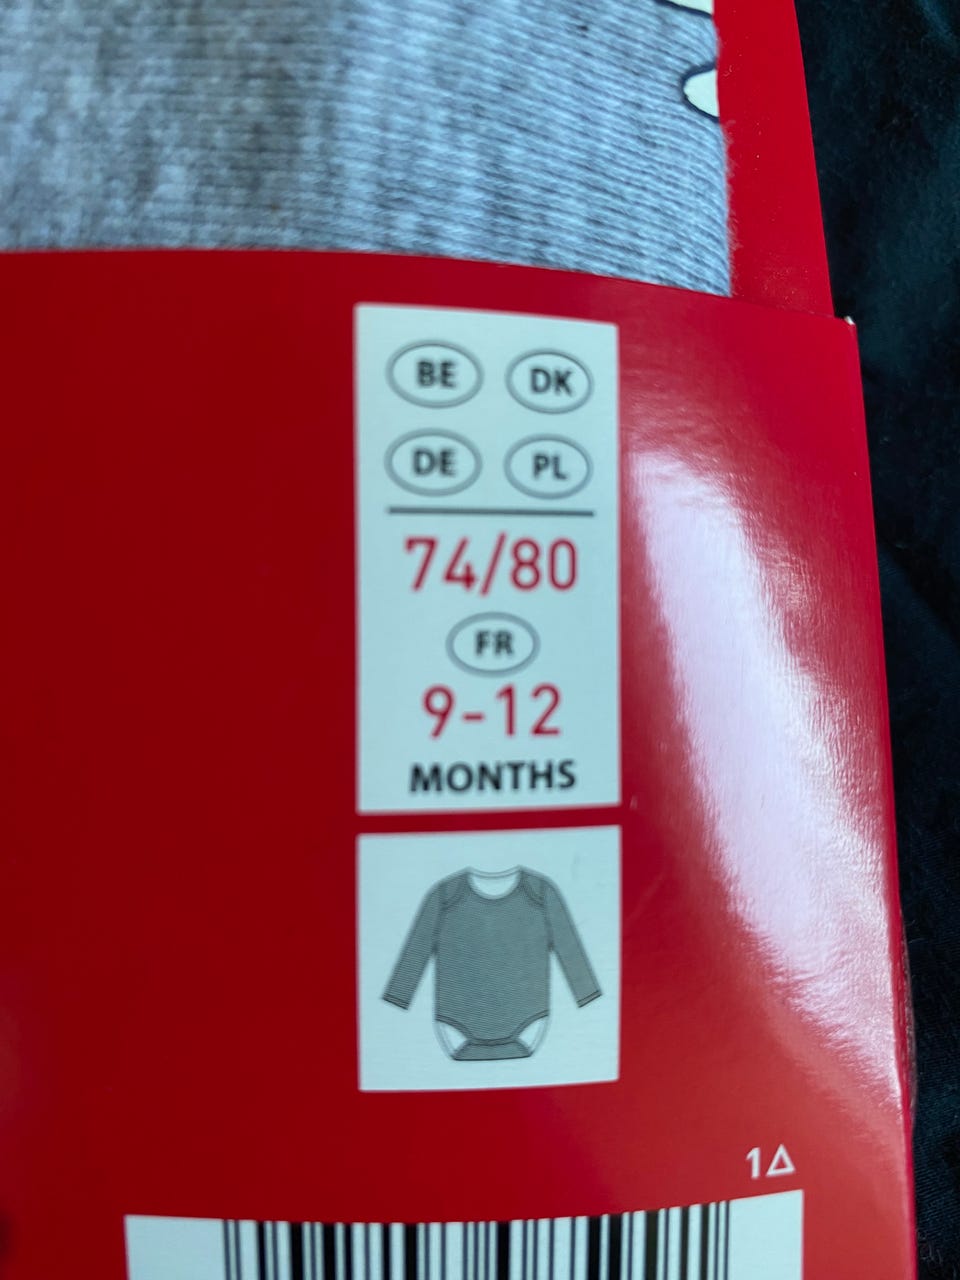 BE DK
DE PL
74/80
FR
9-12
MONTHS
1△